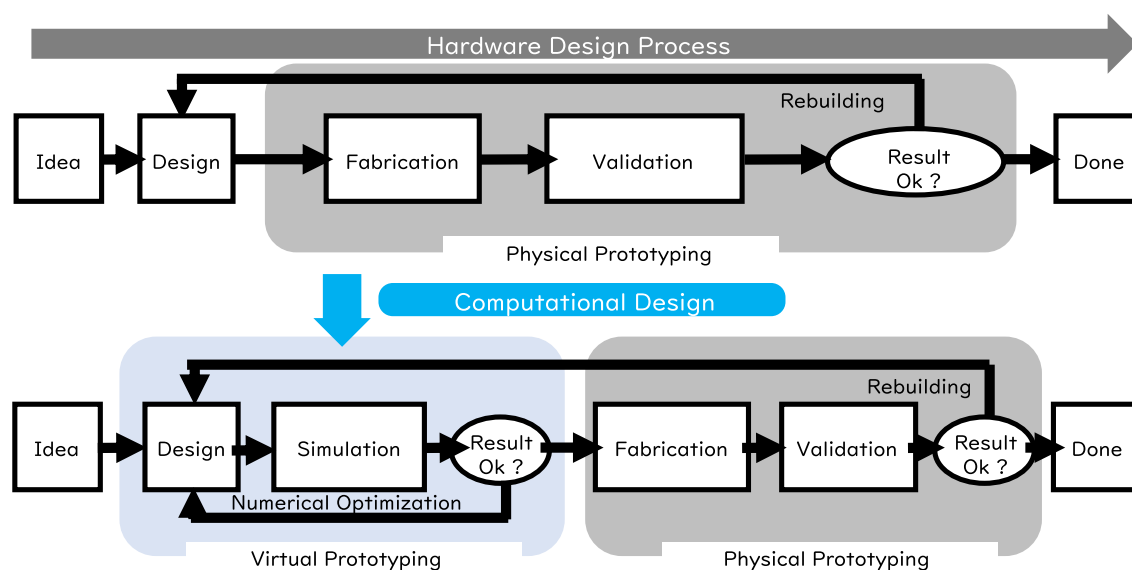 Hardware Design Process
Rebuilding
Idea
Design
Fabrication
Validation
Result
Ok ?
Done
Physical Prototyping
Computational Design
Rebuilding
Idea
Design
Simulation
Result
Ok ?
Fabrication
Validation
Result
Ok ?
Done
Numerical Optimization
Virtual Prototyping
Physical Prototyping